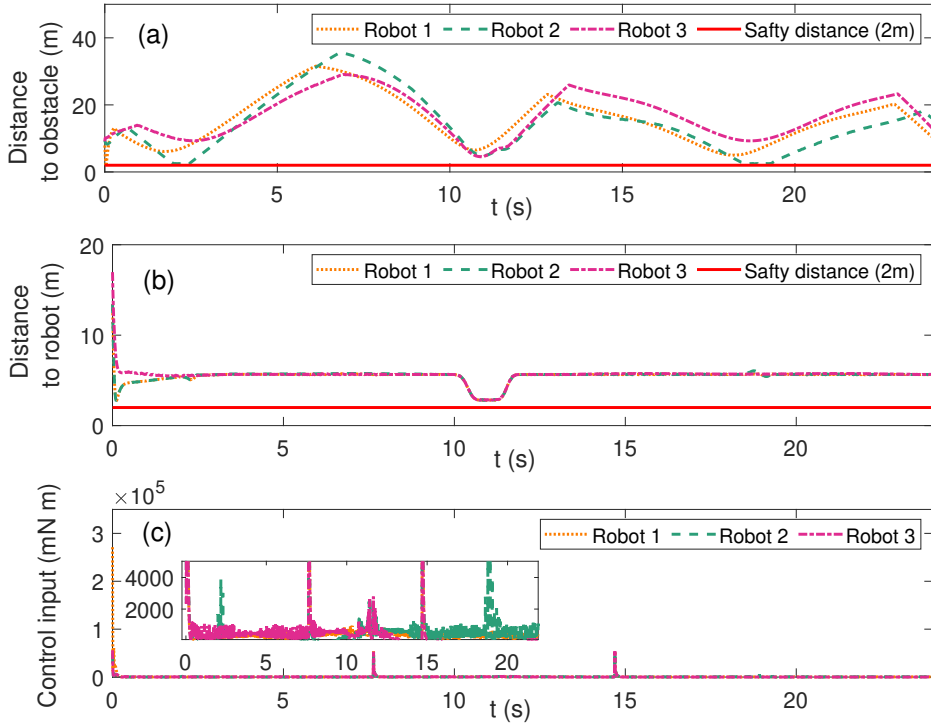 (a)
Robot 1 Robot 2 Robot 3 Safty distance (2m)
Distance
to obstacle (m)
40
20
0
0 5 10 15 20
t (s)
(b)
Robot 1 Robot 2 Robot 3 Safty distance (2m)
Distance
to robot (m)
20
10
0
0 5 10 15 20
t (s)
×10⁵
(c)
Robot 1 Robot 2 Robot 3
Control input (mN m)
3
2
1
0
4000
2000
0 5 10 15 20
0 5 10 15 20
t (s)